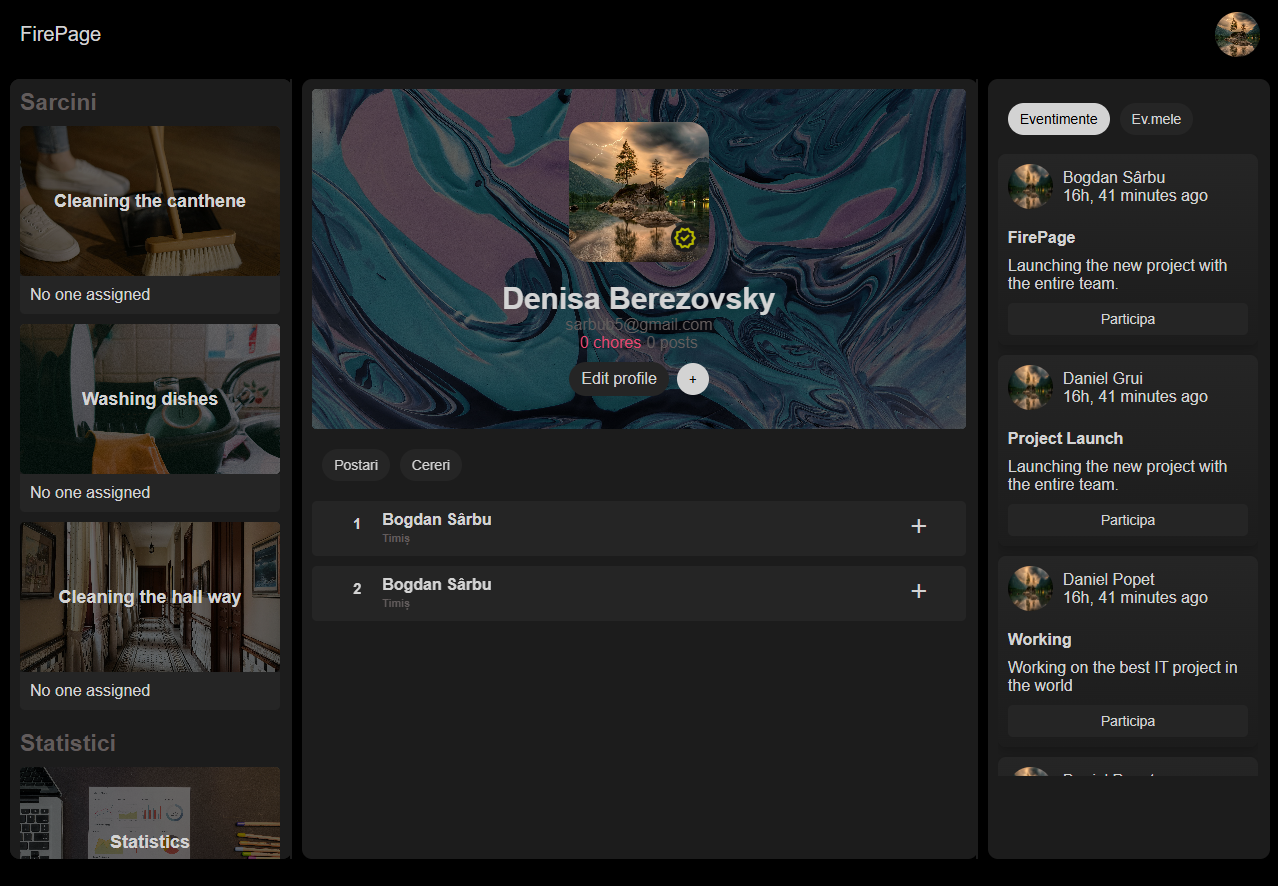 FirePage
Sarcini
Cleaning the canthene
No one assigned
Washing dishes
No one assigned
Cleaning the hall way
No one assigned
Statistici
Statistics
Denisa Berezovsky
sarbub5@gmail.com
0 chores 0 posts
Edit profile +
Postari Cereri
1 Bogdan Sârbu +
Timiș
2 Bogdan Sârbu +
Timiș
Eventimente Ev.mele
Bogdan Sârbu
16h, 41 minutes ago
FirePage
Launching the new project with
the entire team.
Participa
Daniel Grui
16h, 41 minutes ago
Project Launch
Launching the new project with
the entire team.
Participa
Daniel Popet
16h, 41 minutes ago
Working
Working on the best IT project in
the world
Participa